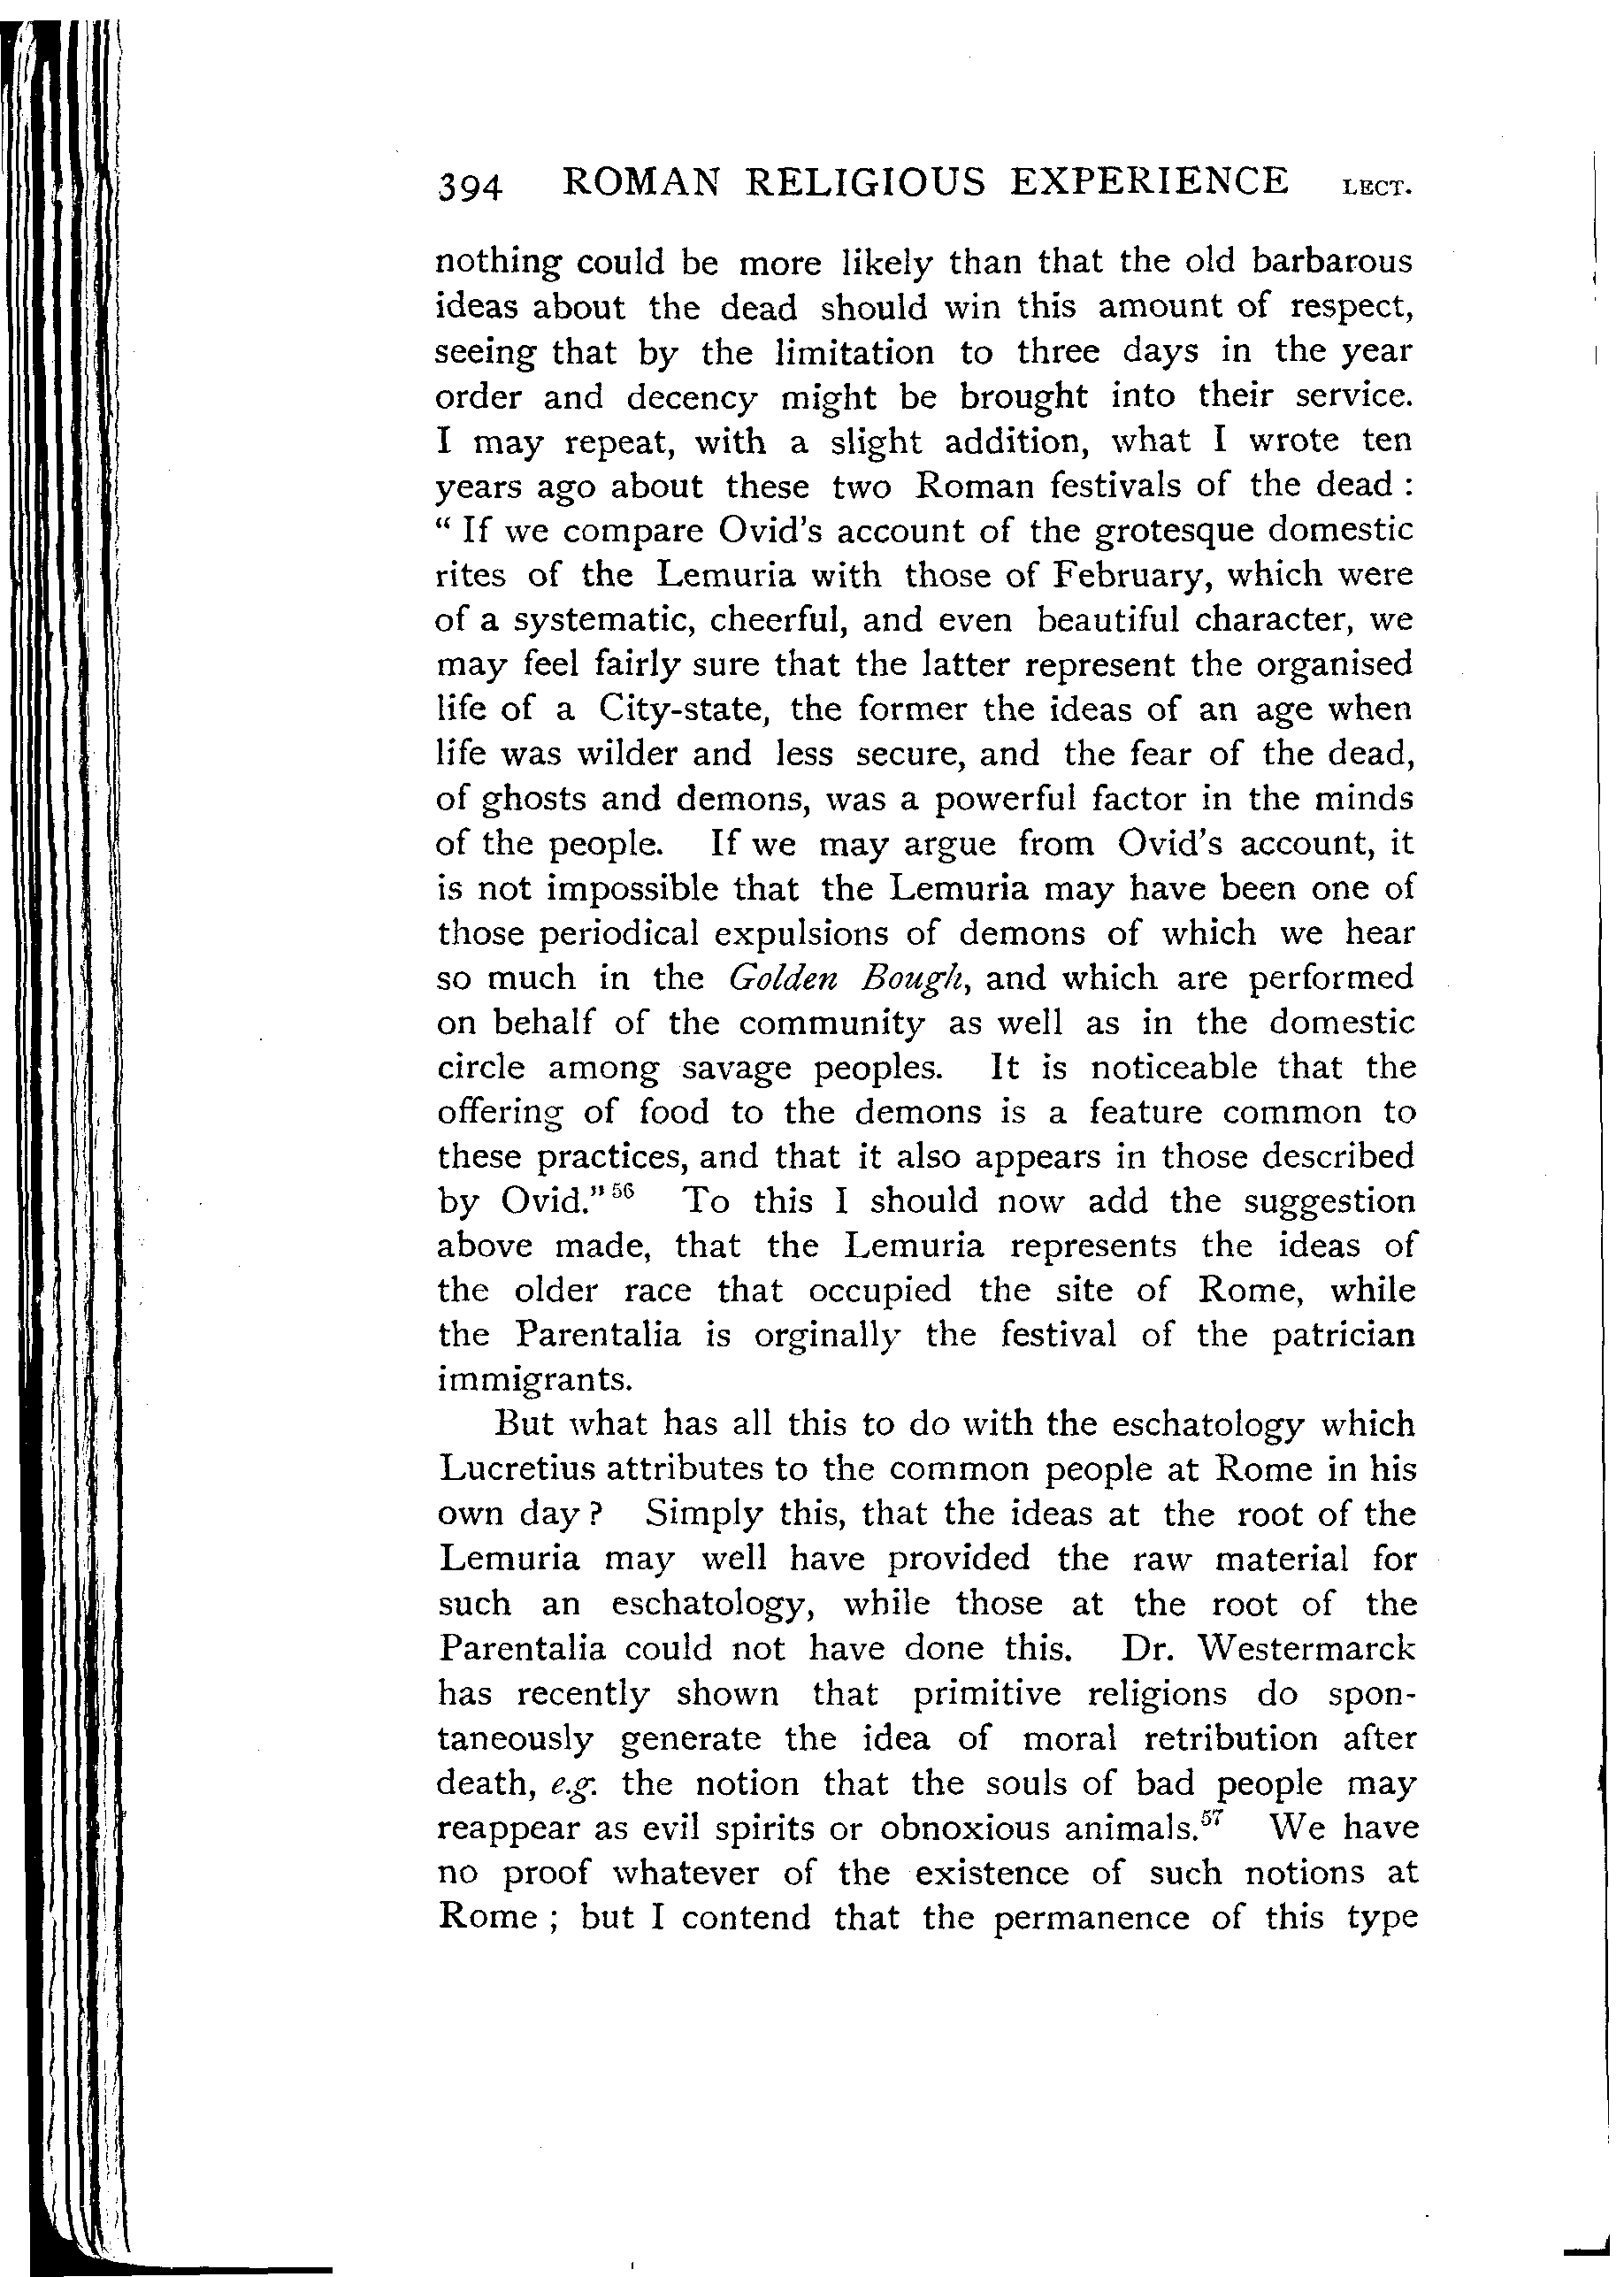 394 ROMAN RELIGIOUS EXPERIENCE LECT.
nothing could be more likely than that the old barbarous
ideas about the dead should win this amount of respect,
seeing that by the limitation to three days in the year
order and decency might be brought into their service.
I may repeat, with a slight addition, what I wrote ten
years ago about these two Roman festivals of the dead :
“ If we compare Ovid's account of the grotesque domestic
rites of the Lemuria with those of February, which were
of a systematic, cheerful, and even beautiful character, we
may feel fairly sure that the latter represent the organised
life of a City-state, the former the ideas of an age when
life was wilder and less secure, and the fear of the dead,
of ghosts and demons, was a powerful factor in the minds
of the people. If we may argue from Ovid's account, it
is not impossible that the Lemuria may have been one of
those periodical expulsions of demons of which we hear
so much in the Golden Bough, and which are performed
on behalf of the community as well as in the domestic
circle among savage peoples. It is noticeable that the
offering of food to the demons is a feature common to
these practices, and that it also appears in those described
by Ovid.” 56 To this I should now add the suggestion
above made, that the Lemuria represents the ideas of
the older race that occupied the site of Rome, while
the Parentalia is orginally the festival of the patrician
immigrants.
But what has all this to do with the eschatology which
Lucretius attributes to the common people at Rome in his
own day ? Simply this, that the ideas at the root of the
Lemuria may well have provided the raw material for
such an eschatology, while those at the root of the
Parentalia could not have done this. Dr. Westermarck
has recently shown that primitive religions do spon-
taneously generate the idea of moral retribution after
death, e.g. the notion that the souls of bad people may
reappear as evil spirits or obnoxious animals.57 We have
no proof whatever of the existence of such notions at
Rome ; but I contend that the permanence of this type